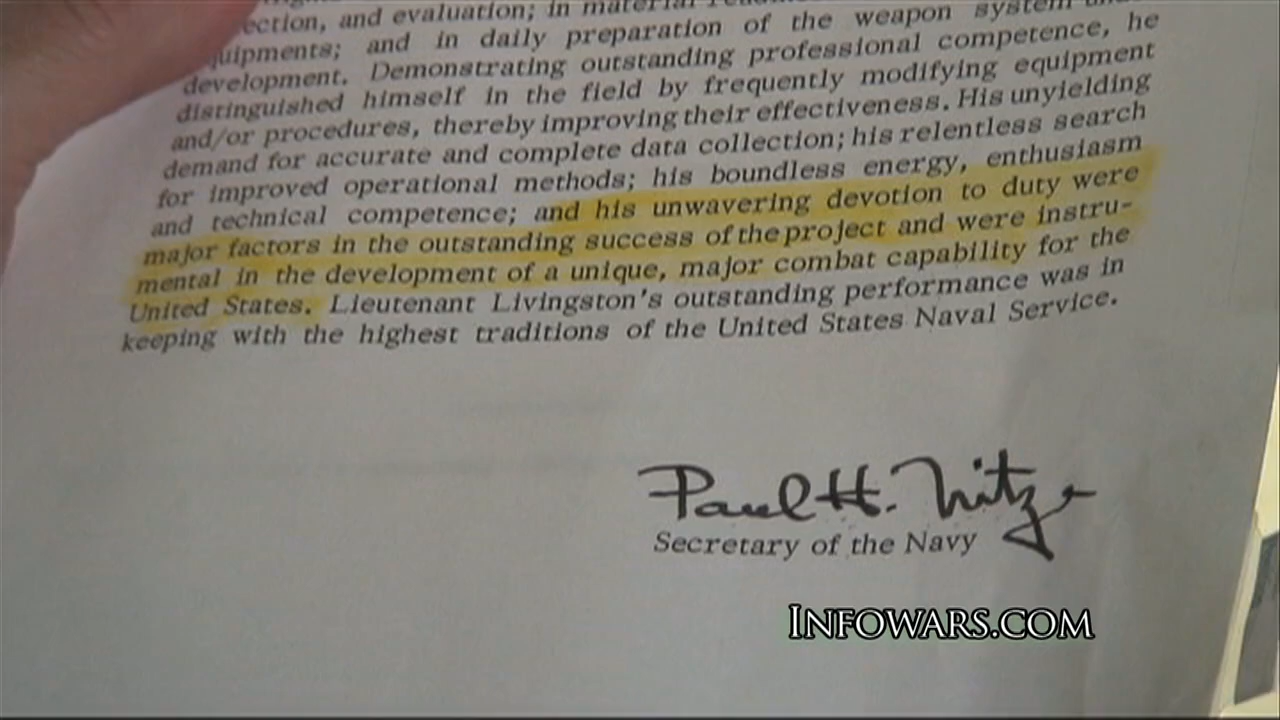 ection, and evaluation; in material
quipments; and in daily preparation of the weapon system
development. Demonstrating outstanding professional competence, he
distinguished himself in the field by frequently modifying equipment
and/or procedures, thereby improving their effectiveness. His unyielding
demand for accurate and complete data collection; his relentless search
for improved operational methods; his boundless energy, enthusiasm
and technical competence; and his unwavering devotion to duty were
major factors in the outstanding success of the project and were instru-
mental in the development of a unique, major combat capability for the
United States. Lieutenant Livingston's outstanding performance was in
keeping with the highest traditions of the United States Naval Service.
Paul H. Nitze
Secretary of the Navy
INFOWARS.COM